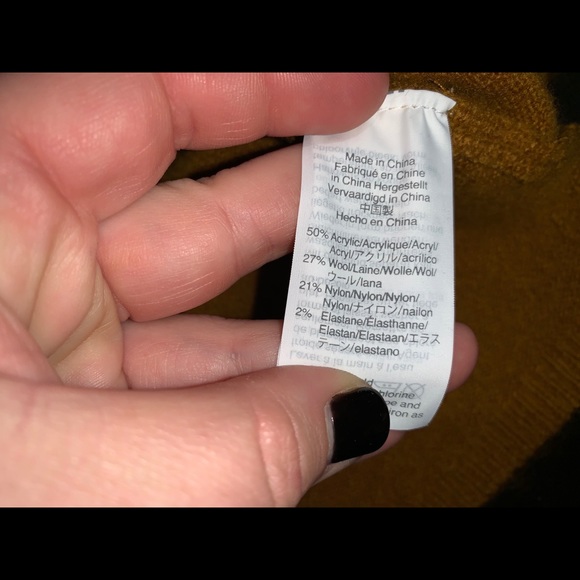 Made in China
Fabriqué en Chine
in China Hergestellt
Vervaardigd in China
中国製
Hecho en China
50% Acrylic/Acrylique/Acryl/
Acryl/アクリル/acrílico
27% Wool/Laine/Wolle/Wol/
ウール/lana
21% Nylon/Nylon/Nylon/
Nylon/ナイロン/nailon
2% Elastane/Élasthanne/
Elastan/Elastaan/エラス
テーン/elastano
and
as